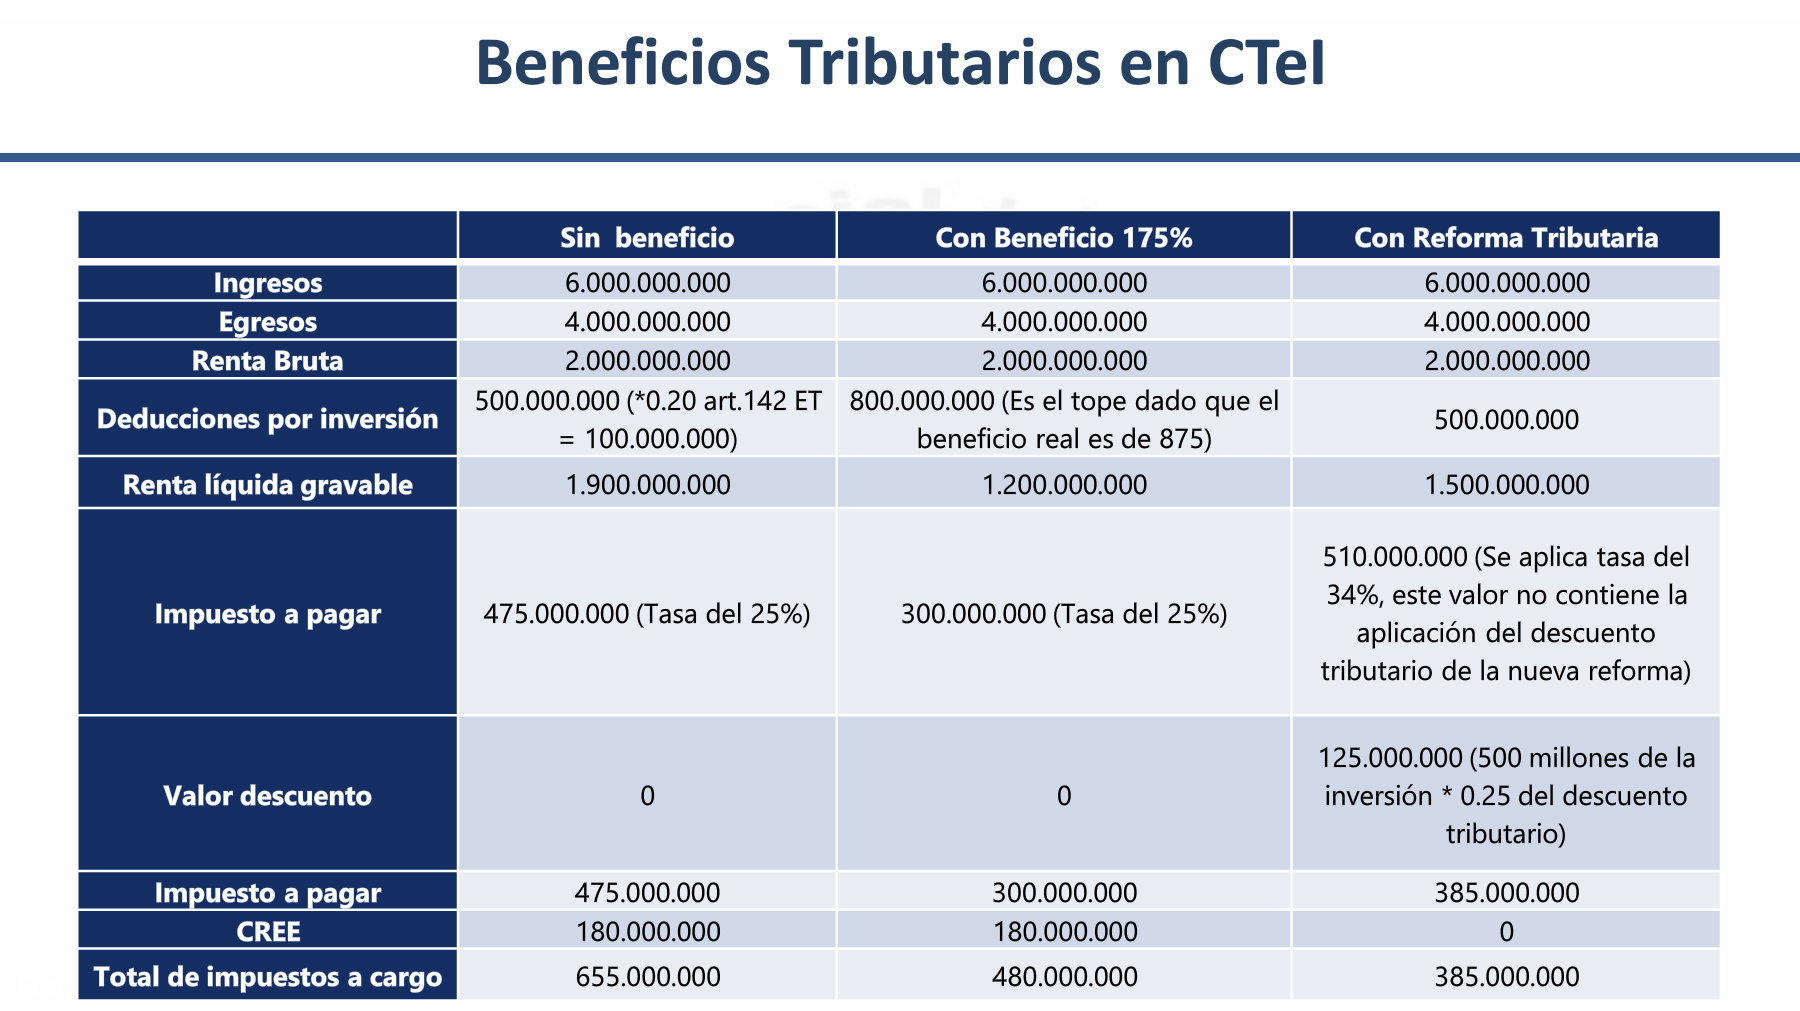 Beneficios Tributarios en CTeI
Sin beneficio
Con Beneficio 175%
Con Reforma Tributaria
Ingresos
6.000.000.000
6.000.000.000
6.000.000.000
Egresos
4.000.000.000
4.000.000.000
4.000.000.000
Renta Bruta
2.000.000.000
2.000.000.000
2.000.000.000
Deducciones por inversión
500.000.000 (*0.20 art.142 ET
= 100.000.000)
800.000.000 (Es el tope dado que el
beneficio real es de 875)
500.000.000
Renta líquida gravable
1.900.000.000
1.200.000.000
1.500.000.000
Impuesto a pagar
475.000.000 (Tasa del 25%)
300.000.000 (Tasa del 25%)
510.000.000 (Se aplica tasa del
34%, este valor no contiene la
aplicación del descuento
tributario de la nueva reforma)
Valor descuento
0
0
125.000.000 (500 millones de la
inversión * 0.25 del descuento
tributario)
Impuesto a pagar
475.000.000
300.000.000
385.000.000
CREE
180.000.000
180.000.000
0
Total de impuestos a cargo
655.000.000
480.000.000
385.000.000